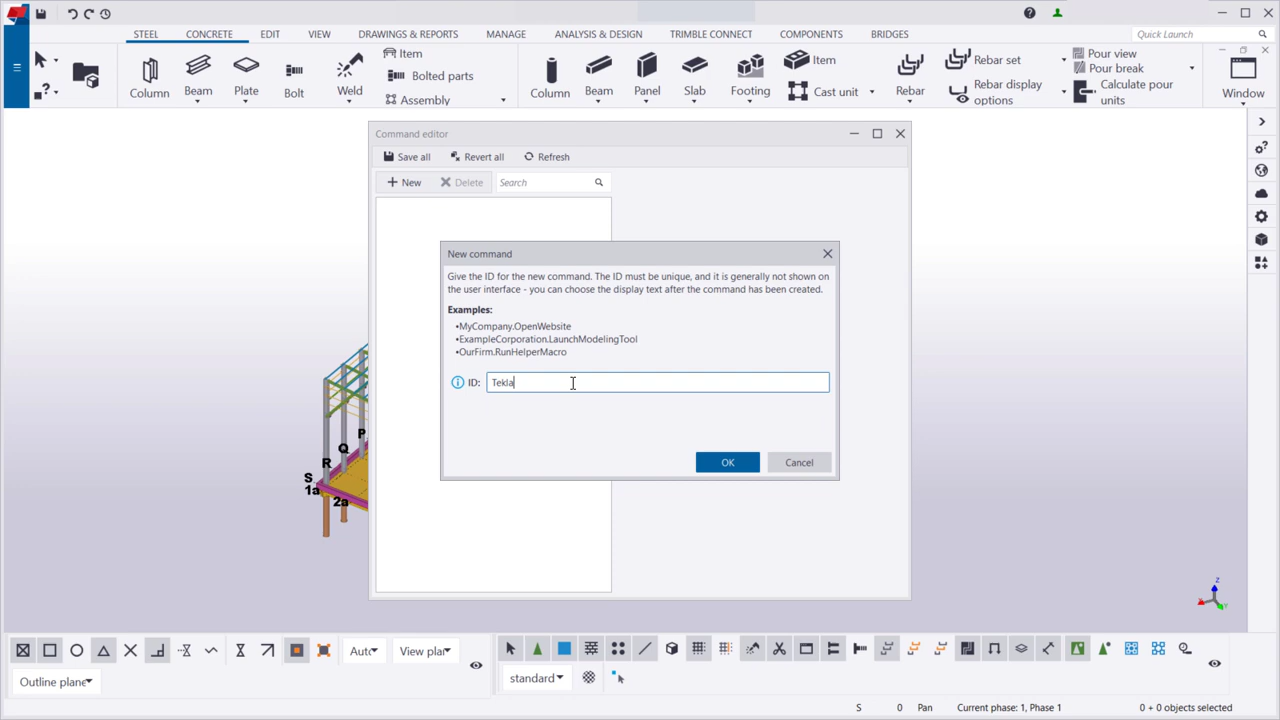 STEEL CONCRETE EDIT VIEW DRAWINGS & REPORTS MANAGE ANALYSIS & DESIGN TRIMBLE CONNECT COMPONENTS BRIDGES Quick Launch
Item
Bolted parts
Assembly
Column Beam Plate Bolt Weld
Column Beam Panel Slab Footing
Item
Cast unit
Rebar
Rebar set
Rebar display
options
Pour view
Pour break
Calculate pour
units
Window
Command editor
Save all Revert all Refresh
New Delete Search
New command
Give the ID for the new command. The ID must be unique, and it is generally not shown on
the user interface - you can choose the display text after the command has been created.
Examples:
•MyCompany.OpenWebsite
•ExampleCorporation.LaunchModelingTool
•OurFirm.RunHelperMacro
ID: Tekla
OK Cancel
P
Q
R
S
1a
2a
Z
X
Y
Auto View plan
Outline plane
standard
S 0 Pan Current phase: 1, Phase 1 0 + 0 objects selected